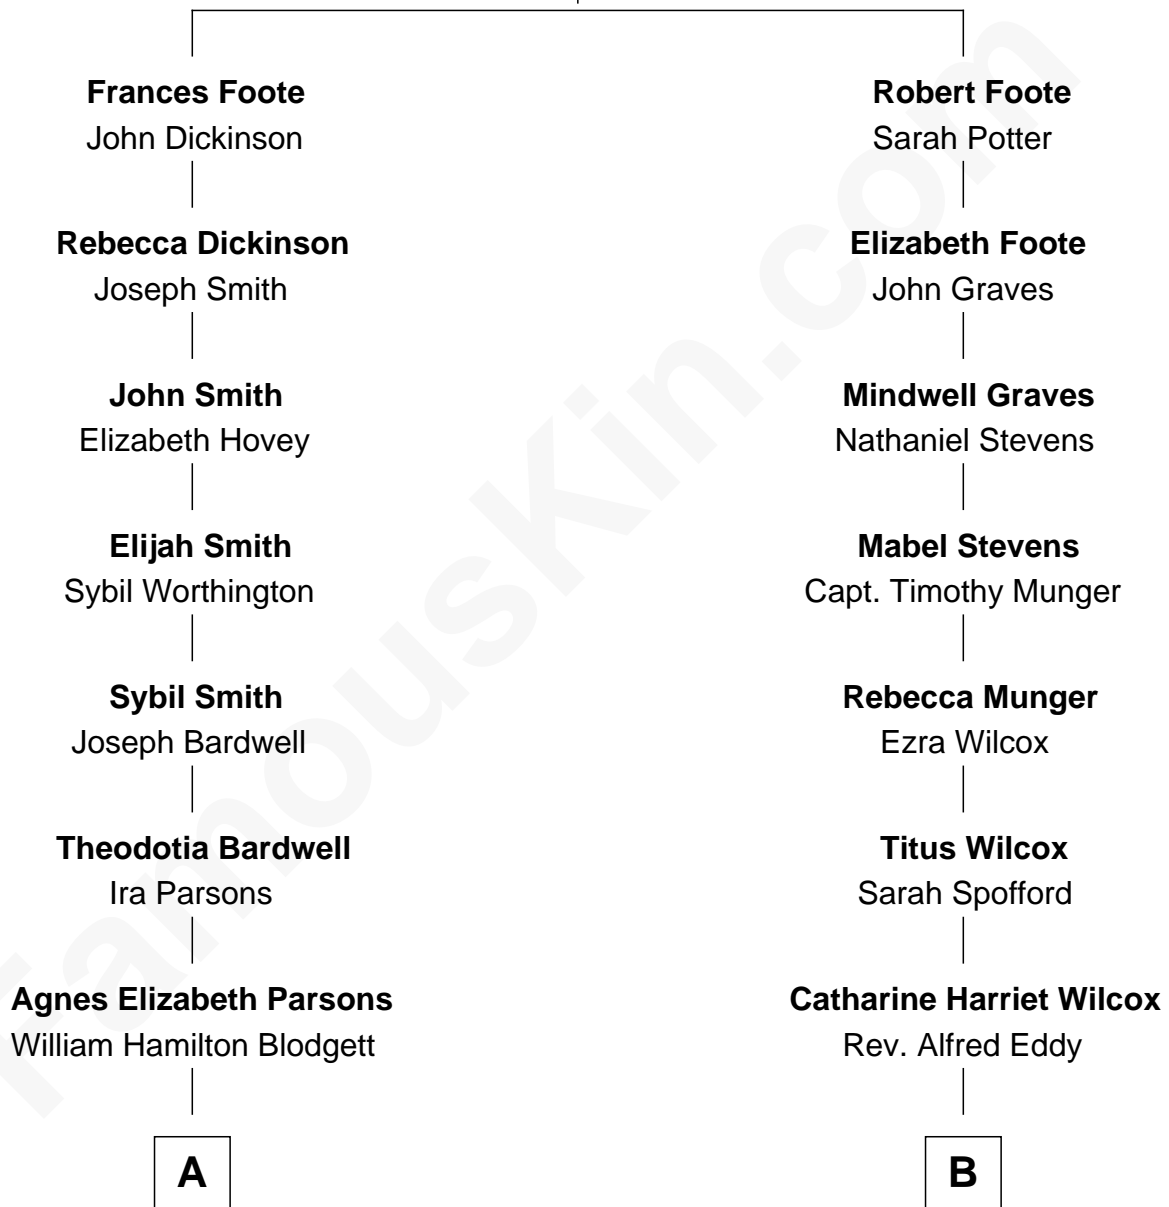 Frances Foote
John Dickinson
Robert Foote
Sarah Potter
Rebecca Dickinson
Joseph Smith
Elizabeth Foote
John Graves
John Smith
Elizabeth Hovey
Mindwell Graves
Nathaniel Stevens
Elijah Smith
Sybil Worthington
Mabel Stevens
Capt. Timothy Munger
Sybil Smith
Joseph Bardwell
Rebecca Munger
Ezra Wilcox
Theodotia Bardwell
Ira Parsons
Titus Wilcox
Sarah Spofford
Agnes Elizabeth Parsons
William Hamilton Blodgett
Catharine Harriet Wilcox
Rev. Alfred Eddy
A
B
FamousKin.com